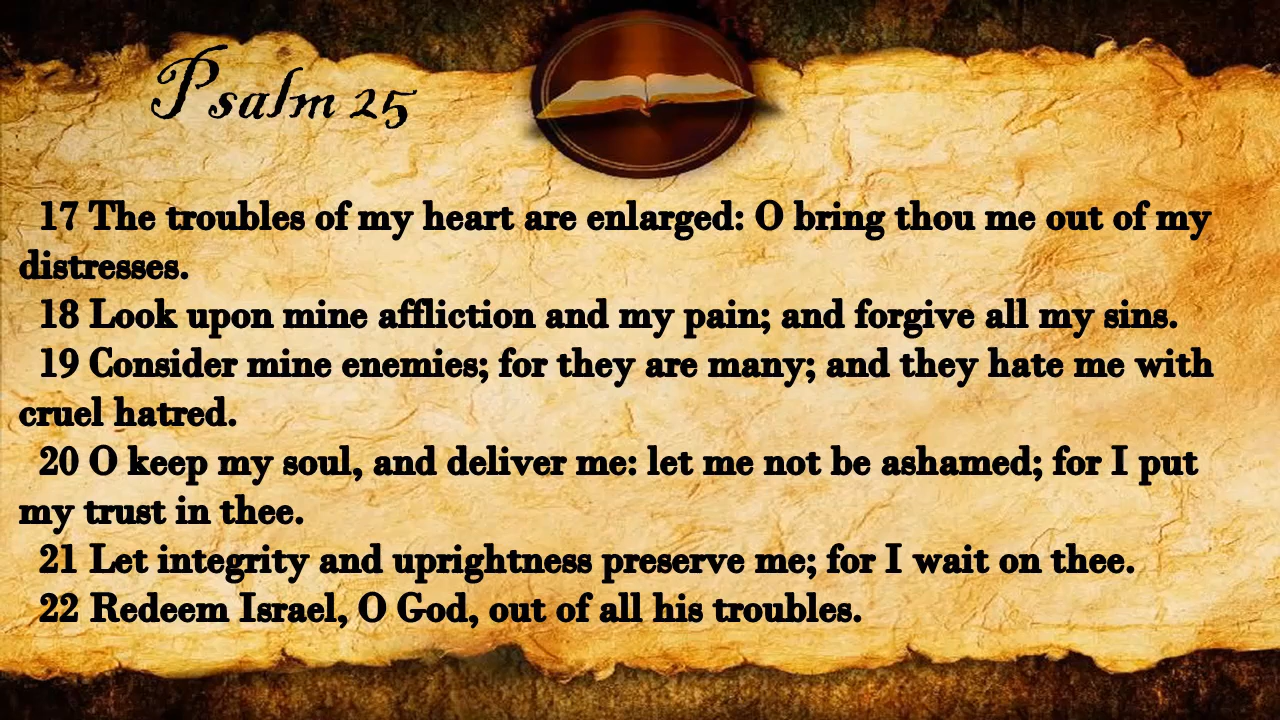 Psalm 25
17 The troubles of my heart are enlarged: O bring thou me out of my
distresses.
18 Look upon mine affliction and my pain; and forgive all my sins.
19 Consider mine enemies; for they are many; and they hate me with
cruel hatred.
20 O keep my soul, and deliver me: let me not be ashamed; for I put
my trust in thee.
21 Let integrity and uprightness preserve me; for I wait on thee.
22 Redeem Israel, O God, out of all his troubles.